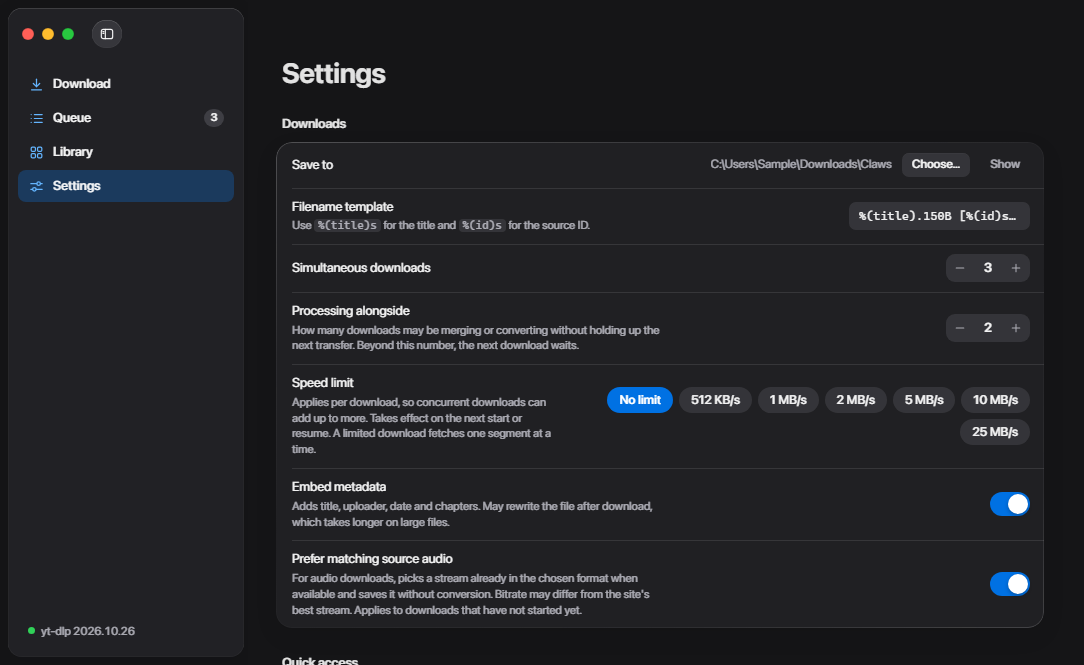 Settings
Download
Queue
3
Library
Settings
yt-dlp 2026.10.26
Downloads
Save to
C:\Users\Sample\Downloads\Claws
Choose...
Show
Filename template
Use %(title)s for the title and %(id)s for the source ID.
%(title).150B [%(id)s…
Simultaneous downloads
− 3 +
Processing alongside
How many downloads may be merging or converting without holding up the
next transfer. Beyond this number, the next download waits.
− 2 +
Speed limit
Applies per download, so concurrent downloads can
add up to more. Takes effect on the next start or
resume. A limited download fetches one segment at a
time.
No limit
512 KB/s
1 MB/s
2 MB/s
5 MB/s
10 MB/s
25 MB/s
Embed metadata
Adds title, uploader, date and chapters. May rewrite the file after download,
which takes longer on large files.
Prefer matching source audio
For audio downloads, picks a stream already in the chosen format when
available and saves it without conversion. Bitrate may differ from the site's
best stream. Applies to downloads that have not started yet.
Quick access